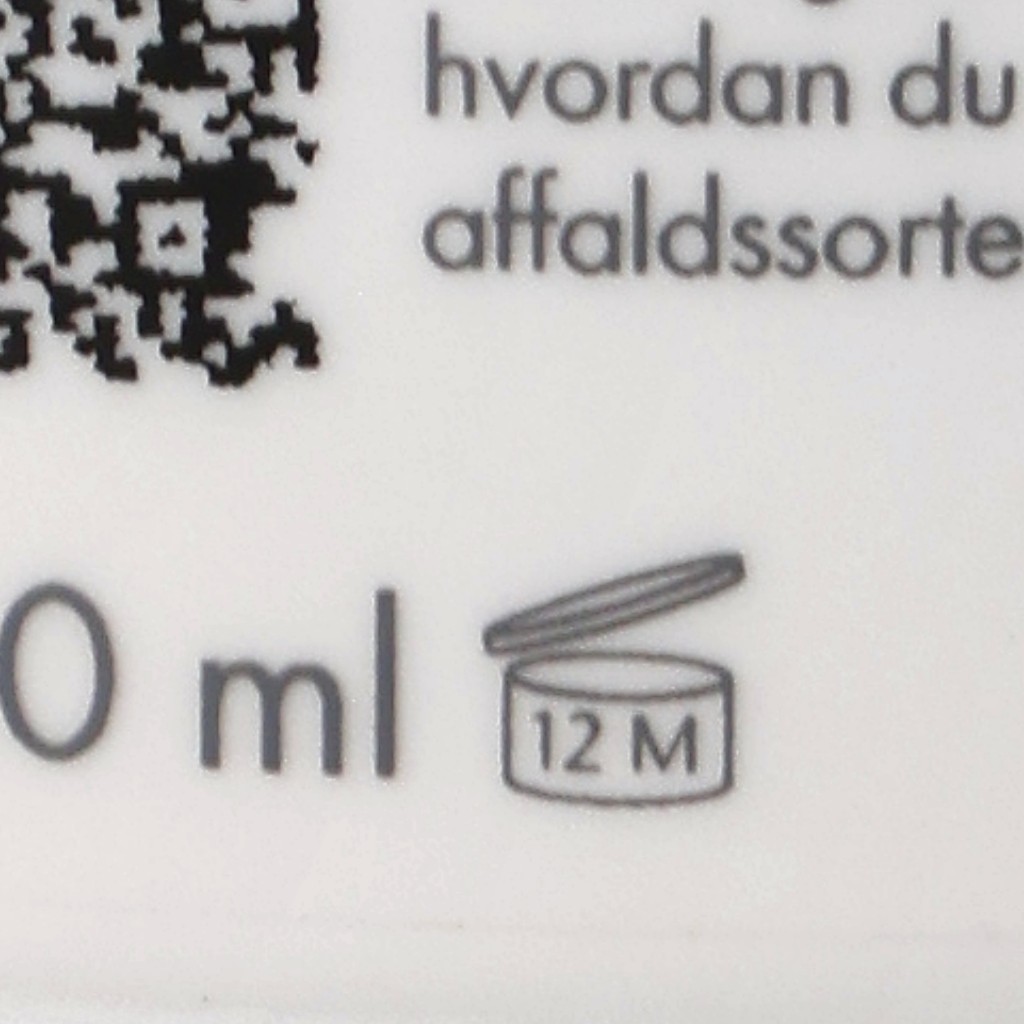 hvordan du
affaldssorte
0 ml
12 M